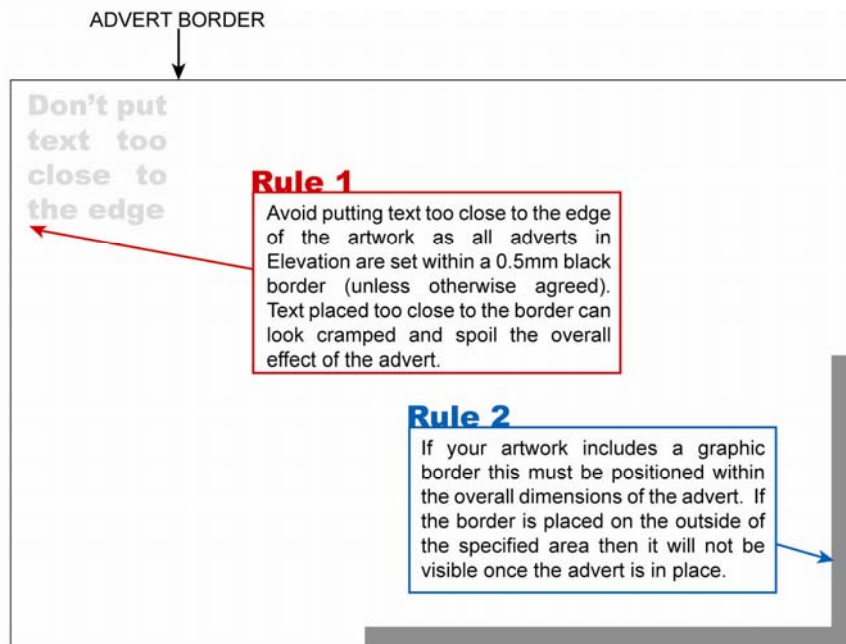 ADVERT BORDER
Don't put
text too
close to
the edge
Rule 1
Avoid putting text too close to the edge
of the artwork as all adverts in
Elevation are set within a 0.5mm black
border (unless otherwise agreed).
Text placed too close to the border can
look cramped and spoil the overall
effect of the advert.
Rule 2
If your artwork includes a graphic
border this must be positioned within
the overall dimensions of the advert. If
the border is placed on the outside of
the specified area then it will not be
visible once the advert is in place.